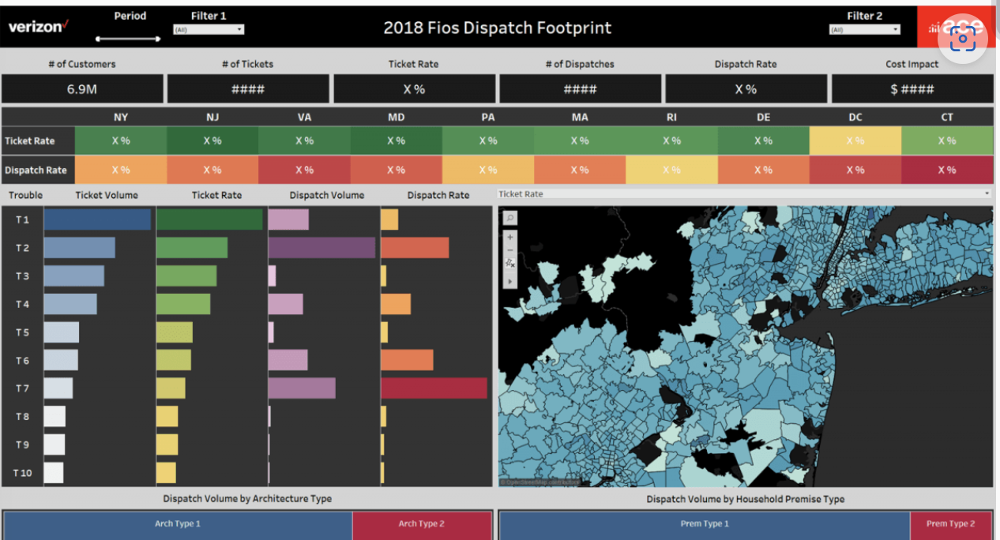 verizon✓
Period
Filter 1
(All)
2018 Fios Dispatch Footprint
Filter 2
(All)
ace
# of Customers # of Tickets Ticket Rate # of Dispatches Dispatch Rate Cost Impact
6.9M #### X % #### X % $ ####
NY NJ VA MD PA MA RI DE DC CT
Ticket Rate X % X % X % X % X % X % X % X % X % X %
Dispatch Rate X % X % X % X % X % X % X % X % X % X %
Trouble Ticket Volume Ticket Rate Dispatch Volume Dispatch Rate
Ticket Rate
T 1
T 2
T 3
T 4
T 5
T 6
T 7
T 8
T 9
T 10
© OpenStreetMap contributors
Dispatch Volume by Architecture Type
Arch Type 1 Arch Type 2
Dispatch Volume by Household Premise Type
Prem Type 1 Prem Type 2